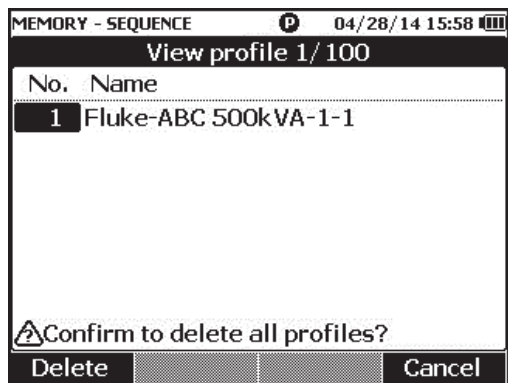 MEMORY - SEQUENCE P 04/28/14 15:58
View profile 1/100
No. Name
1 Fluke-ABC 500kVA-1-1
Confirm to delete all profiles?
Delete Cancel